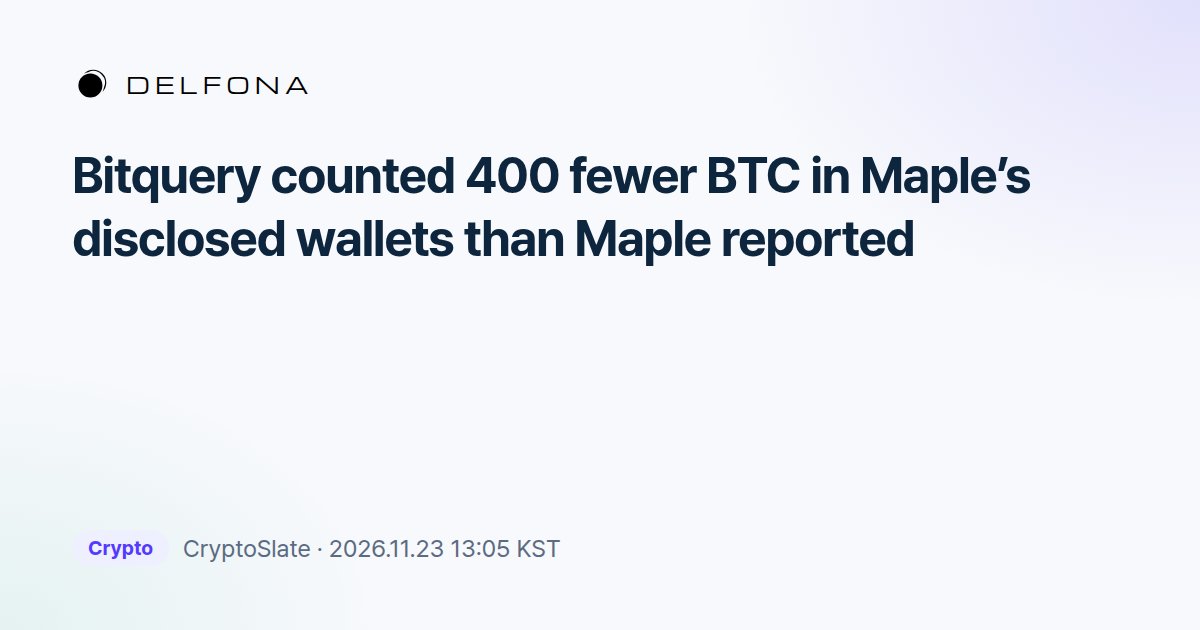 DELFONA
Bitquery counted 400 fewer BTC in Maple’s
disclosed wallets than Maple reported
Crypto CryptoSlate · 2026.11.23 13:05 KST